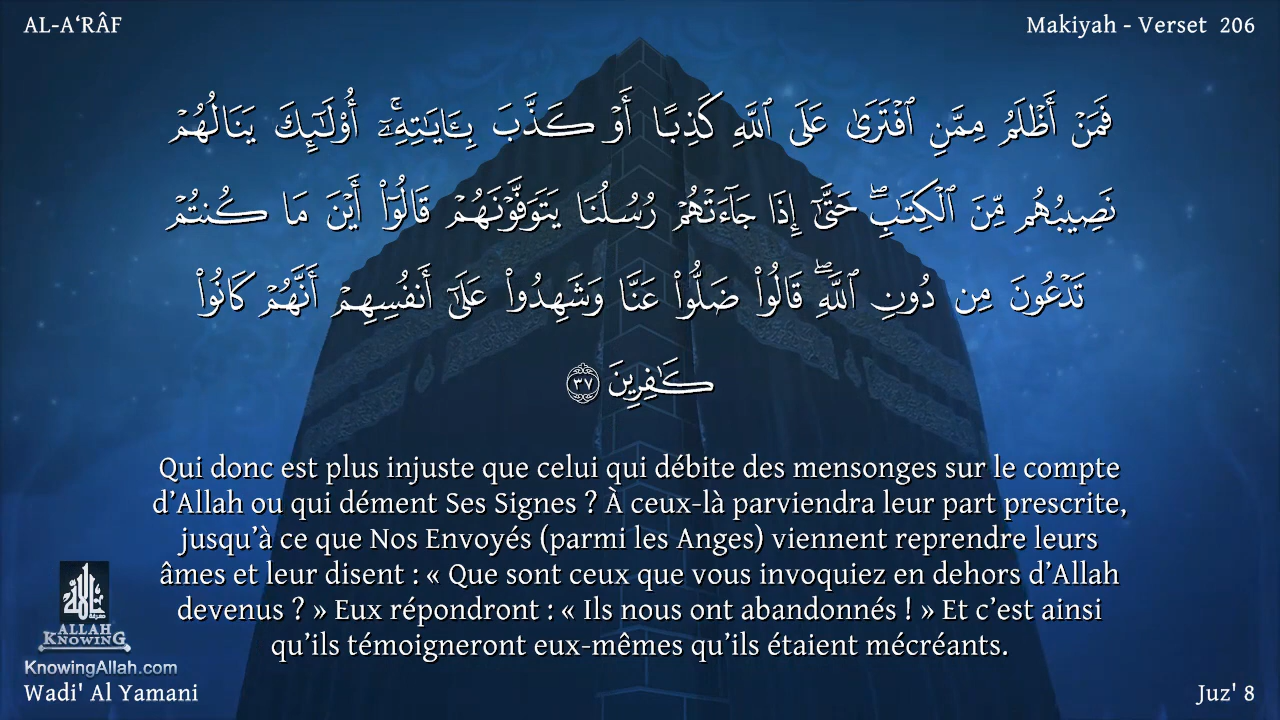 AL-A‘RÂF
Makiyah - Verset 206
فَمَنۡ أَظۡلَمُ مِمَّنِ ٱفۡتَرَىٰ عَلَى ٱللَّهِ كَذِبًا أَوۡ كَذَّبَ بِـَٔايَٰتِهِۦٓۚ أُوْلَٰٓئِكَ يَنَالُهُمۡ
نَصِيبُهُم مِّنَ ٱلۡكِتَٰبِۖ حَتَّىٰٓ إِذَا جَآءَتۡهُمۡ رُسُلُنَا يَتَوَفَّوۡنَهُمۡ قَالُوٓاْ أَيۡنَ مَا كُنتُمۡ
تَدۡعُونَ مِن دُونِ ٱللَّهِۖ قَالُواْ ضَلُّواْ عَنَّا وَشَهِدُواْ عَلَىٰٓ أَنفُسِهِمۡ أَنَّهُمۡ كَانُواْ
كَٰفِرِينَ ٣٧
Qui donc est plus injuste que celui qui débite des mensonges sur le compte
d’Allah ou qui dément Ses Signes ? À ceux-là parviendra leur part prescrite,
jusqu’à ce que Nos Envoyés (parmi les Anges) viennent reprendre leurs
âmes et leur disent : « Que sont ceux que vous invoquiez en dehors d’Allah
devenus ? » Eux répondront : « Ils nous ont abandonnés ! » Et c’est ainsi
qu’ils témoigneront eux-mêmes qu’ils étaient mécréants.
ALLAH
KNOWING
KnowingAllah.com
Wadi' Al Yamani
Juz' 8